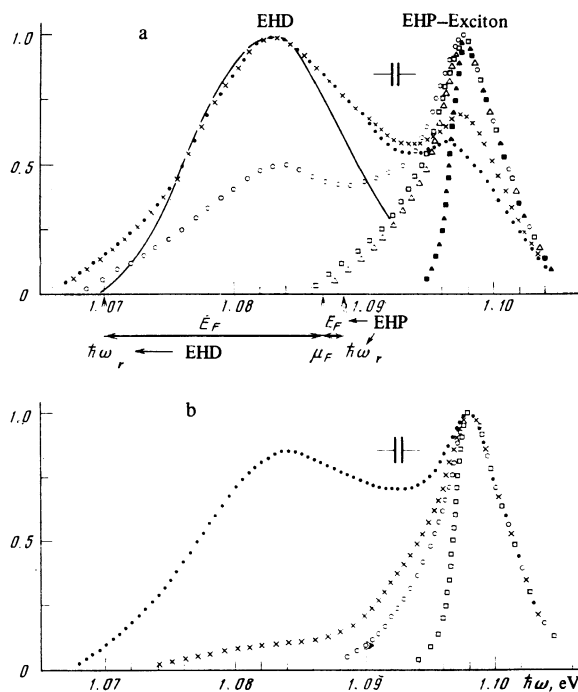 EHD EHP–Exciton
a
1.0
0.5
0
1.07 1.08 1.09 1.10
E_F E_F ← EHP
ħω_r ← EHD μ_F ħω_r
b
1.0
0.5
0
1.07 1.08 1.09 1.10 ħω, eV